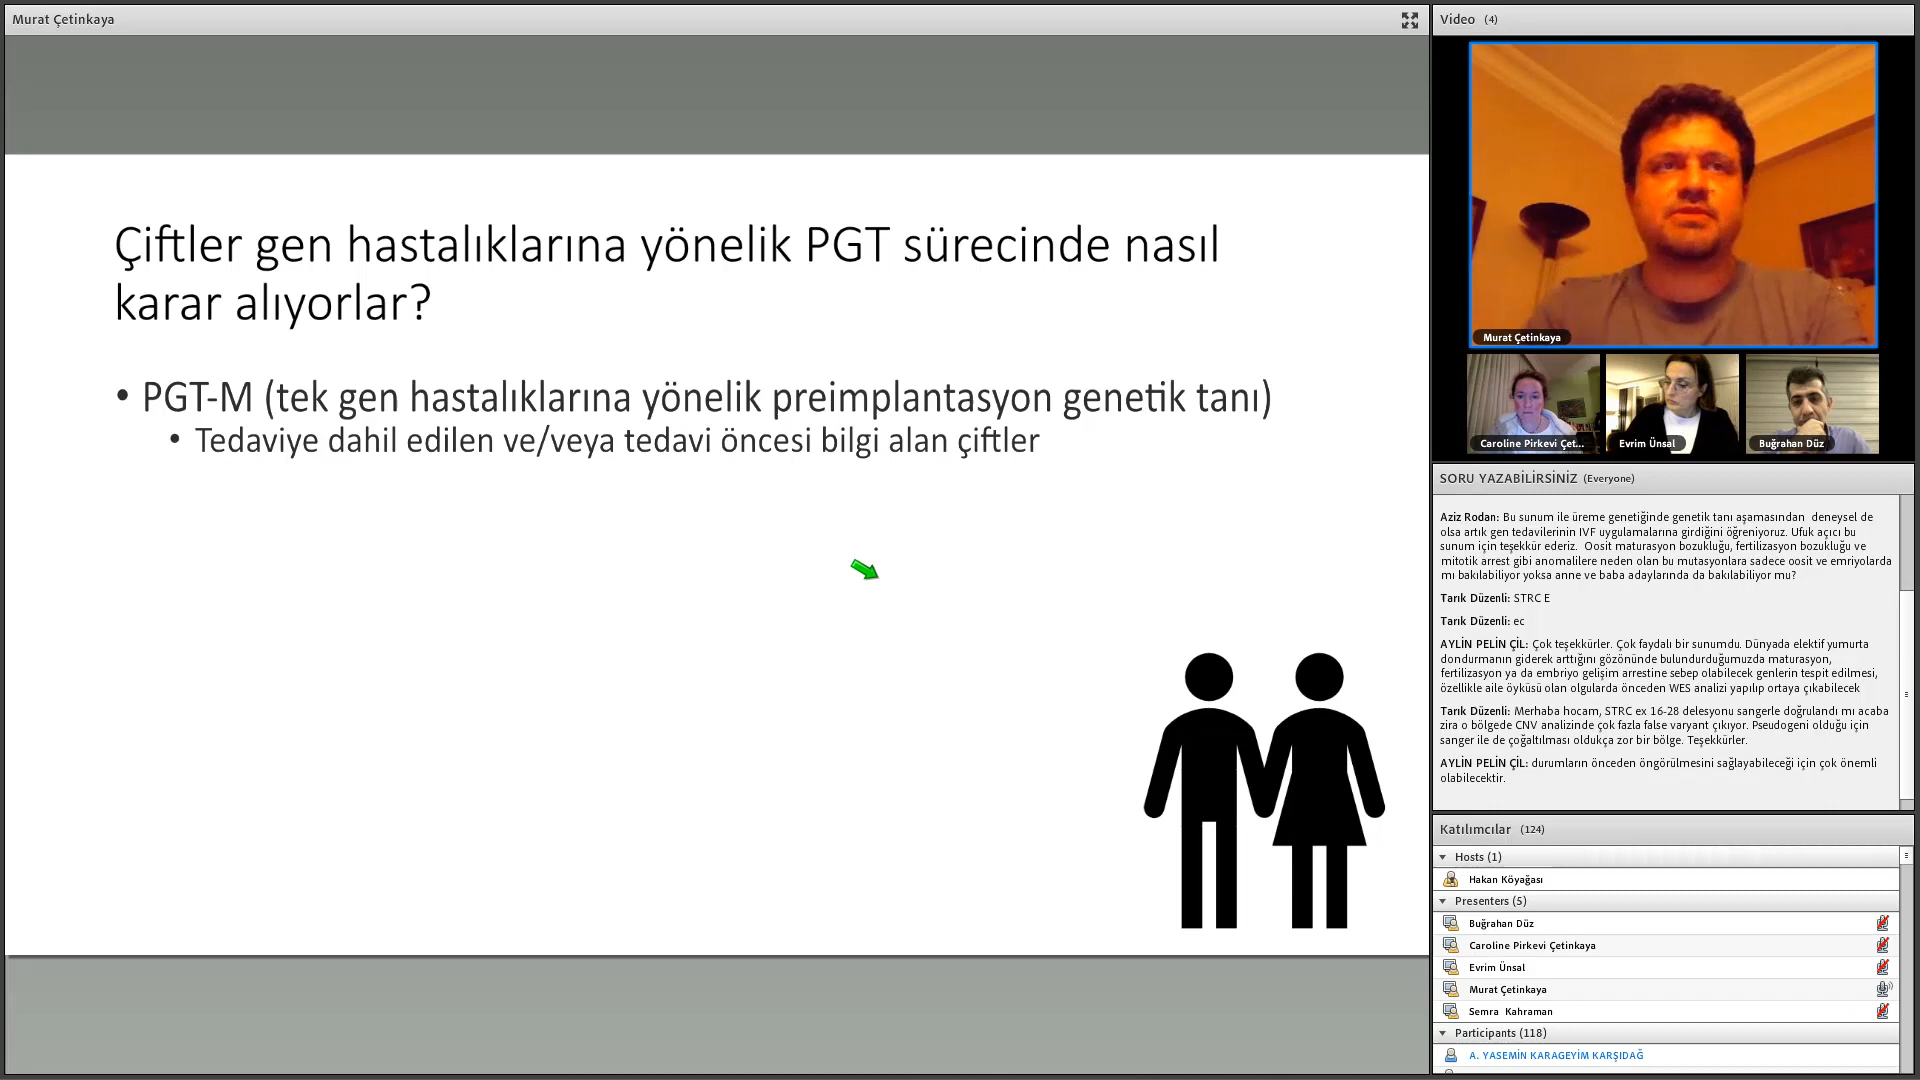 Murat Çetinkaya
Çiftler gen hastalıklarına yönelik PGT sürecinde nasıl
karar alıyorlar?
• PGT-M (tek gen hastalıklarına yönelik preimplantasyon genetik tanı)
• Tedaviye dahil edilen ve/veya tedavi öncesi bilgi alan çiftler
Video (4)
Murat Çetinkaya
Caroline Pirkevi Çet...
Evrim Ünsal
Buğrahan Düz
SORU YAZABİLİRSİNİZ (Everyone)
Aziz Rodan: Bu sunum ile üreme genetiğinde genetik tanı aşamasından deneysel de
olsa artık gen tedavilerinin IVF uygulamalarına girdiğini öğreniyoruz. Ufuk açıcı bu
sunum için teşekkür ederiz. Oosit maturasyon bozukluğu, fertilizasyon bozukluğu ve
mitotik arrest gibi anomalilere neden olan bu mutasyonlara sadece oosit ve emriyolarda
mı bakılabiliyor yoksa anne ve baba adaylarında da bakılabiliyor mu?
Tarık Düzenli: STRC E
Tarık Düzenli: ec
AYLİN PELİN ÇİL: Çok teşekkürler. Çok faydalı bir sunumdu. Dünyada elektif yumurta
dondurmanın giderek arttığını gözönünde bulundurduğumuzda maturasyon,
fertilizasyon ya da embriyo gelişim arrestine sebep olabilecek genlerin tespit edilmesi,
özellikle aile öyküsü olan olgularda önceden WES analizi yapılıp ortaya çıkabilecek
Tarık Düzenli: Merhaba hocam, STRC ex 16-28 delesyonu sangerle doğrulandı mı acaba
zira o bölgede CNV analizinde çok fazla false varyant çıkıyor. Pseudogeni olduğu için
sanger ile de çoğaltılması oldukça zor bir bölge. Teşekkürler.
AYLİN PELİN ÇİL: durumların önceden öngörülmesini sağlayabileceği için çok önemli
olabilecektir.
Katılımcılar (124)
Hosts (1)
Hakan Köyağası
Presenters (5)
Buğrahan Düz
Caroline Pirkevi Çetinkaya
Evrim Ünsal
Murat Çetinkaya
Semra Kahraman
Participants (118)
A. YASEMİN KARAGEYİM KARŞIDAĞ